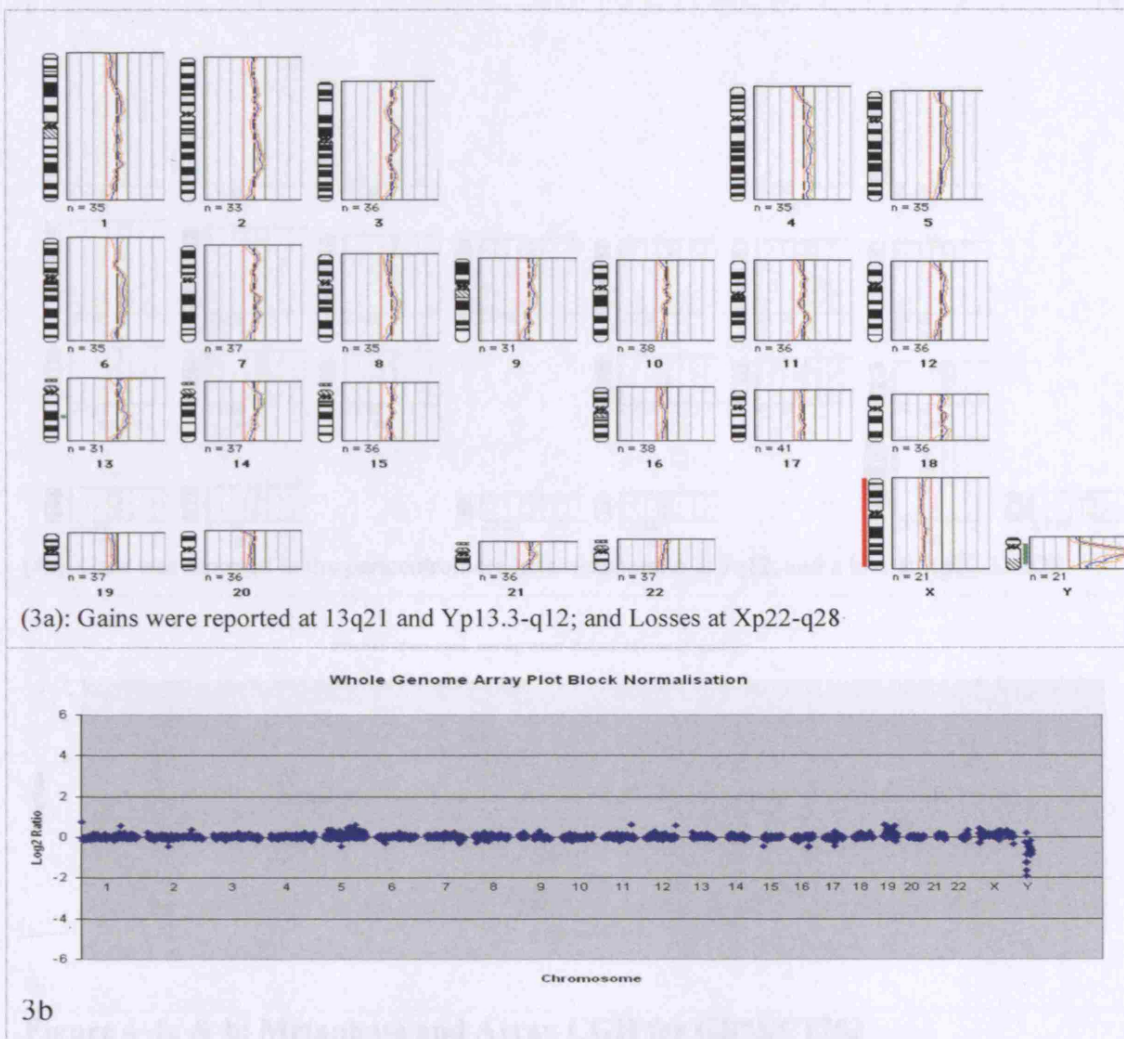 n = 35 n = 33 n = 36 n = 35 n = 35
1 2 3 4 5
n = 35 n = 37 n = 35 n = 31 n = 38 n = 36 n = 36
6 7 8 9 10 11 12
n = 31 n = 37 n = 36 n = 38 n = 41 n = 36
13 14 15 16 17 18
n = 37 n = 36 n = 36 n = 37 n = 21 n = 21
19 20 21 22 X Y
(3a): Gains were reported at 13q21 and Yp13.3-q12; and Losses at Xp22-q28
Whole Genome Array Plot Block Normalisation
6
4
2
0
-2
-4
-6
Log2 Ratio
1 2 3 4 5 6 7 8 9 10 11 12 13 14 15 16 17 18 19 20 21 22 X Y
Chromosome
3b